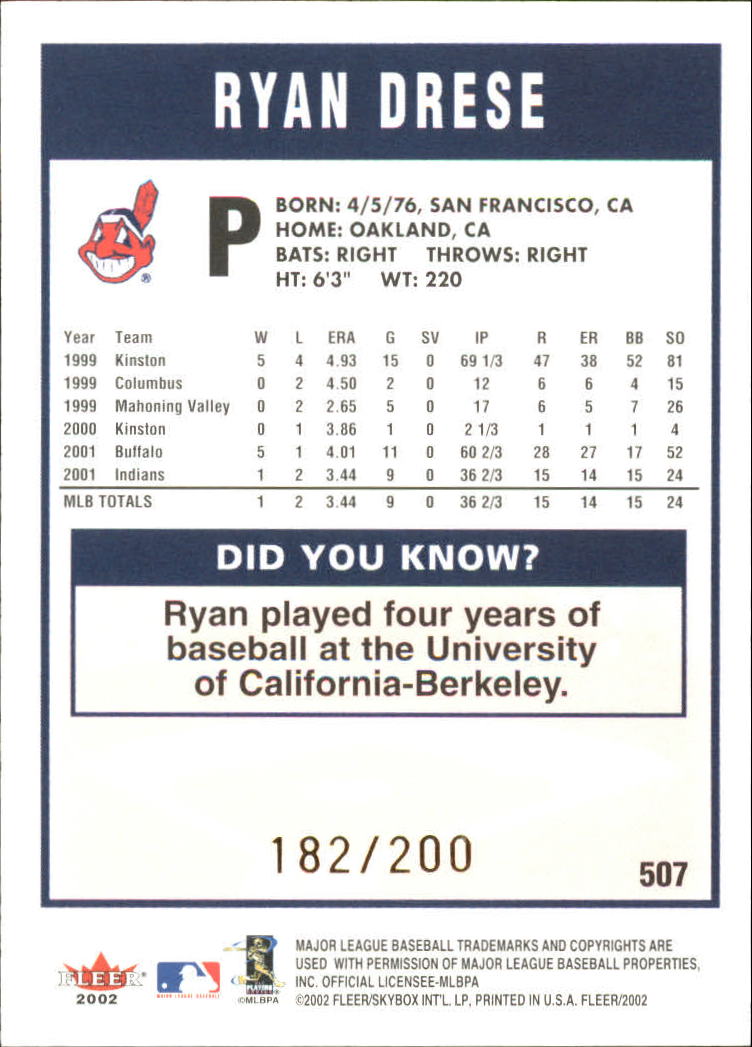 RYAN DRESE
P
BORN: 4/5/76, SAN FRANCISCO, CA
HOME: OAKLAND, CA
BATS: RIGHT THROWS: RIGHT
HT: 6'3" WT: 220
Year Team W L ERA G SV IP R ER BB SO
1999 Kinston 5 4 4.93 15 0 69 1/3 47 38 52 81
1999 Columbus 0 2 4.50 2 0 12 6 6 4 15
1999 Mahoning Valley 0 2 2.65 5 0 17 6 5 7 26
2000 Kinston 0 1 3.86 1 0 2 1/3 1 1 1 4
2001 Buffalo 5 1 4.01 11 0 60 2/3 28 27 17 52
2001 Indians 1 2 3.44 9 0 36 2/3 15 14 15 24
MLB TOTALS 1 2 3.44 9 0 36 2/3 15 14 15 24
DID YOU KNOW?
Ryan played four years of
baseball at the University
of California-Berkeley.
182/200
507
FLEER
2002
MAJOR LEAGUE BASEBALL
©MLBPA
MAJOR LEAGUE BASEBALL TRADEMARKS AND COPYRIGHTS ARE
USED WITH PERMISSION OF MAJOR LEAGUE BASEBALL PROPERTIES,
INC. OFFICIAL LICENSEE-MLBPA
©2002 FLEER/SKYBOX INT'L. LP, PRINTED IN U.S.A. FLEER/2002